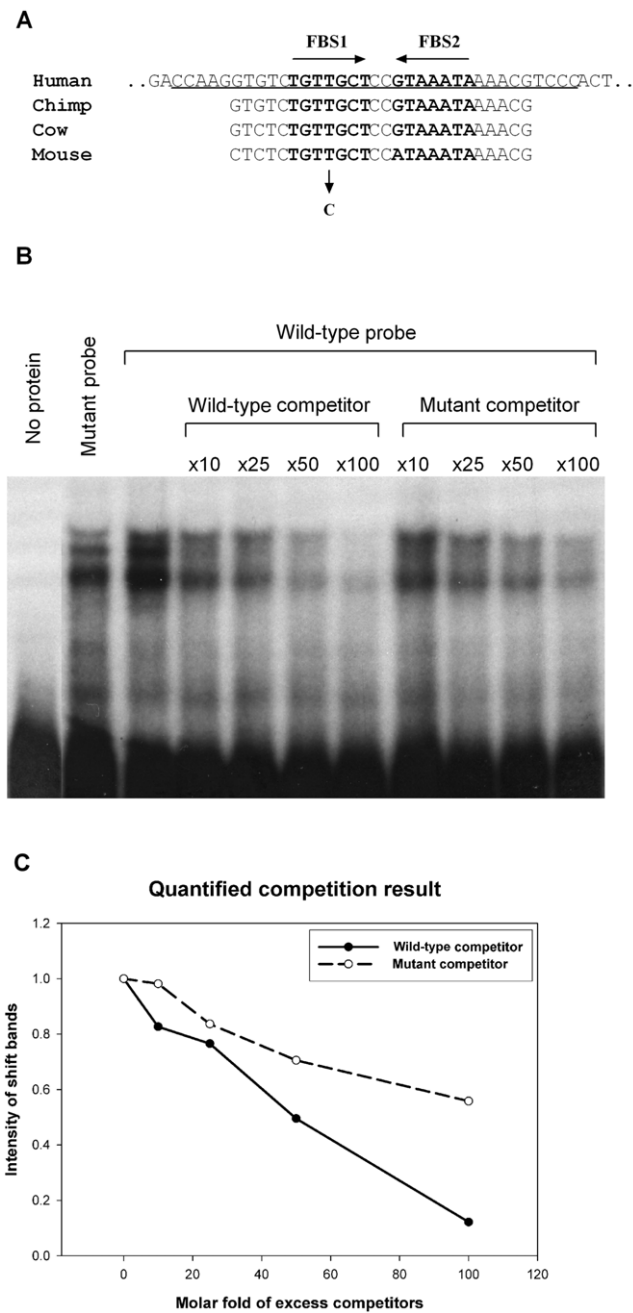 A
FBS1 FBS2
Human ..GACCAAGGTGTCTGTTGCTCCGTAAATAAAACGTCCCACT..
Chimp GTGTCTGTTGCTCCGTAAATAAAACG
Cow GTCTCTGTTGCTCCGTAAATAAAACG
Mouse CTCTCTGTTGCTCCATAAATAAAACG
C
B
No protein
Mutant probe
Wild-type probe
Wild-type competitor Mutant competitor
x10 x25 x50 x100 x10 x25 x50 x100
C
Quantified competition result
Intensity of shift bands
1.2
1.0
0.8
0.6
0.4
0.2
0.0
Wild-type competitor
Mutant competitor
0 20 40 60 80 100 120
Molar fold of excess competitors